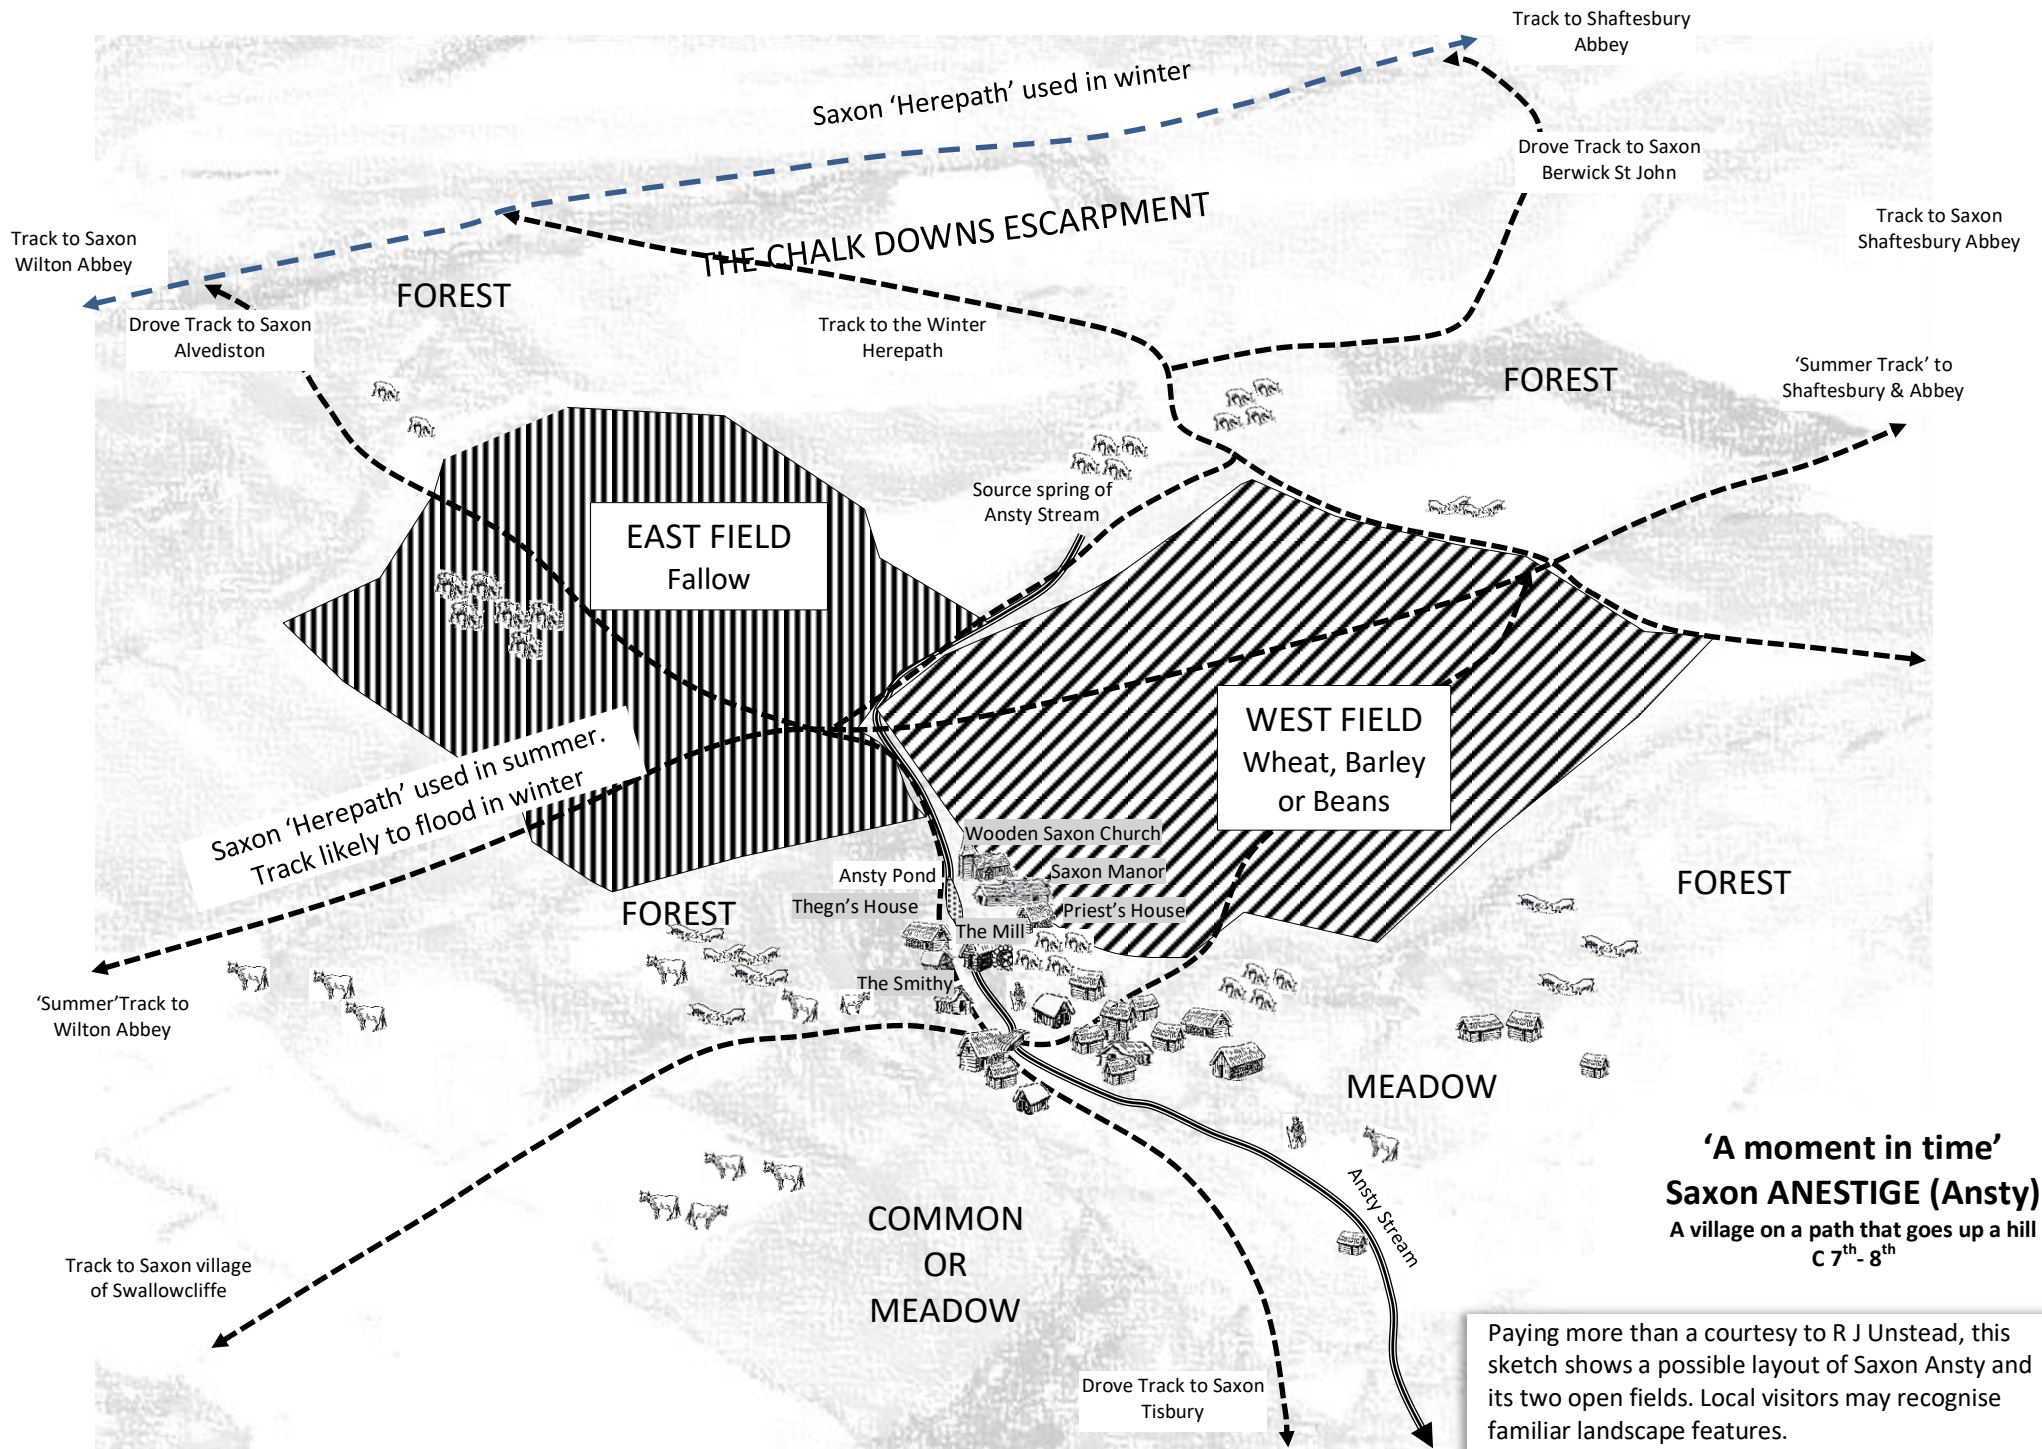 Track to Shaftesbury
Abbey
Saxon ‘Herepath’ used in winter
Drove Track to Saxon
Berwick St John
THE CHALK DOWNS ESCARPMENT
Track to Saxon
Shaftesbury Abbey
Track to Saxon
Wilton Abbey
FOREST
Drove Track to Saxon
Alvediston
Track to the Winter
Herepath
FOREST
‘Summer Track’ to
Shaftesbury & Abbey
Source spring of
Ansty Stream
EAST FIELD
Fallow
WEST FIELD
Wheat, Barley
or Beans
Saxon ‘Herepath’ used in summer.
Track likely to flood in winter
Wooden Saxon Church
Ansty Pond
Saxon Manor
Thegn’s House
Priest’s House
FOREST
The Mill
FOREST
The Smithy
‘Summer’Track to
Wilton Abbey
MEADOW
‘A moment in time’
Saxon ANESTIGE (Ansty)
A village on a path that goes up a hill
C 7th- 8th
Ansty Stream
COMMON
OR
MEADOW
Track to Saxon village
of Swallowcliffe
Drove Track to Saxon
Tisbury
Paying more than a courtesy to R J Unstead, this
sketch shows a possible layout of Saxon Ansty and
its two open fields. Local visitors may recognise
familiar landscape features.